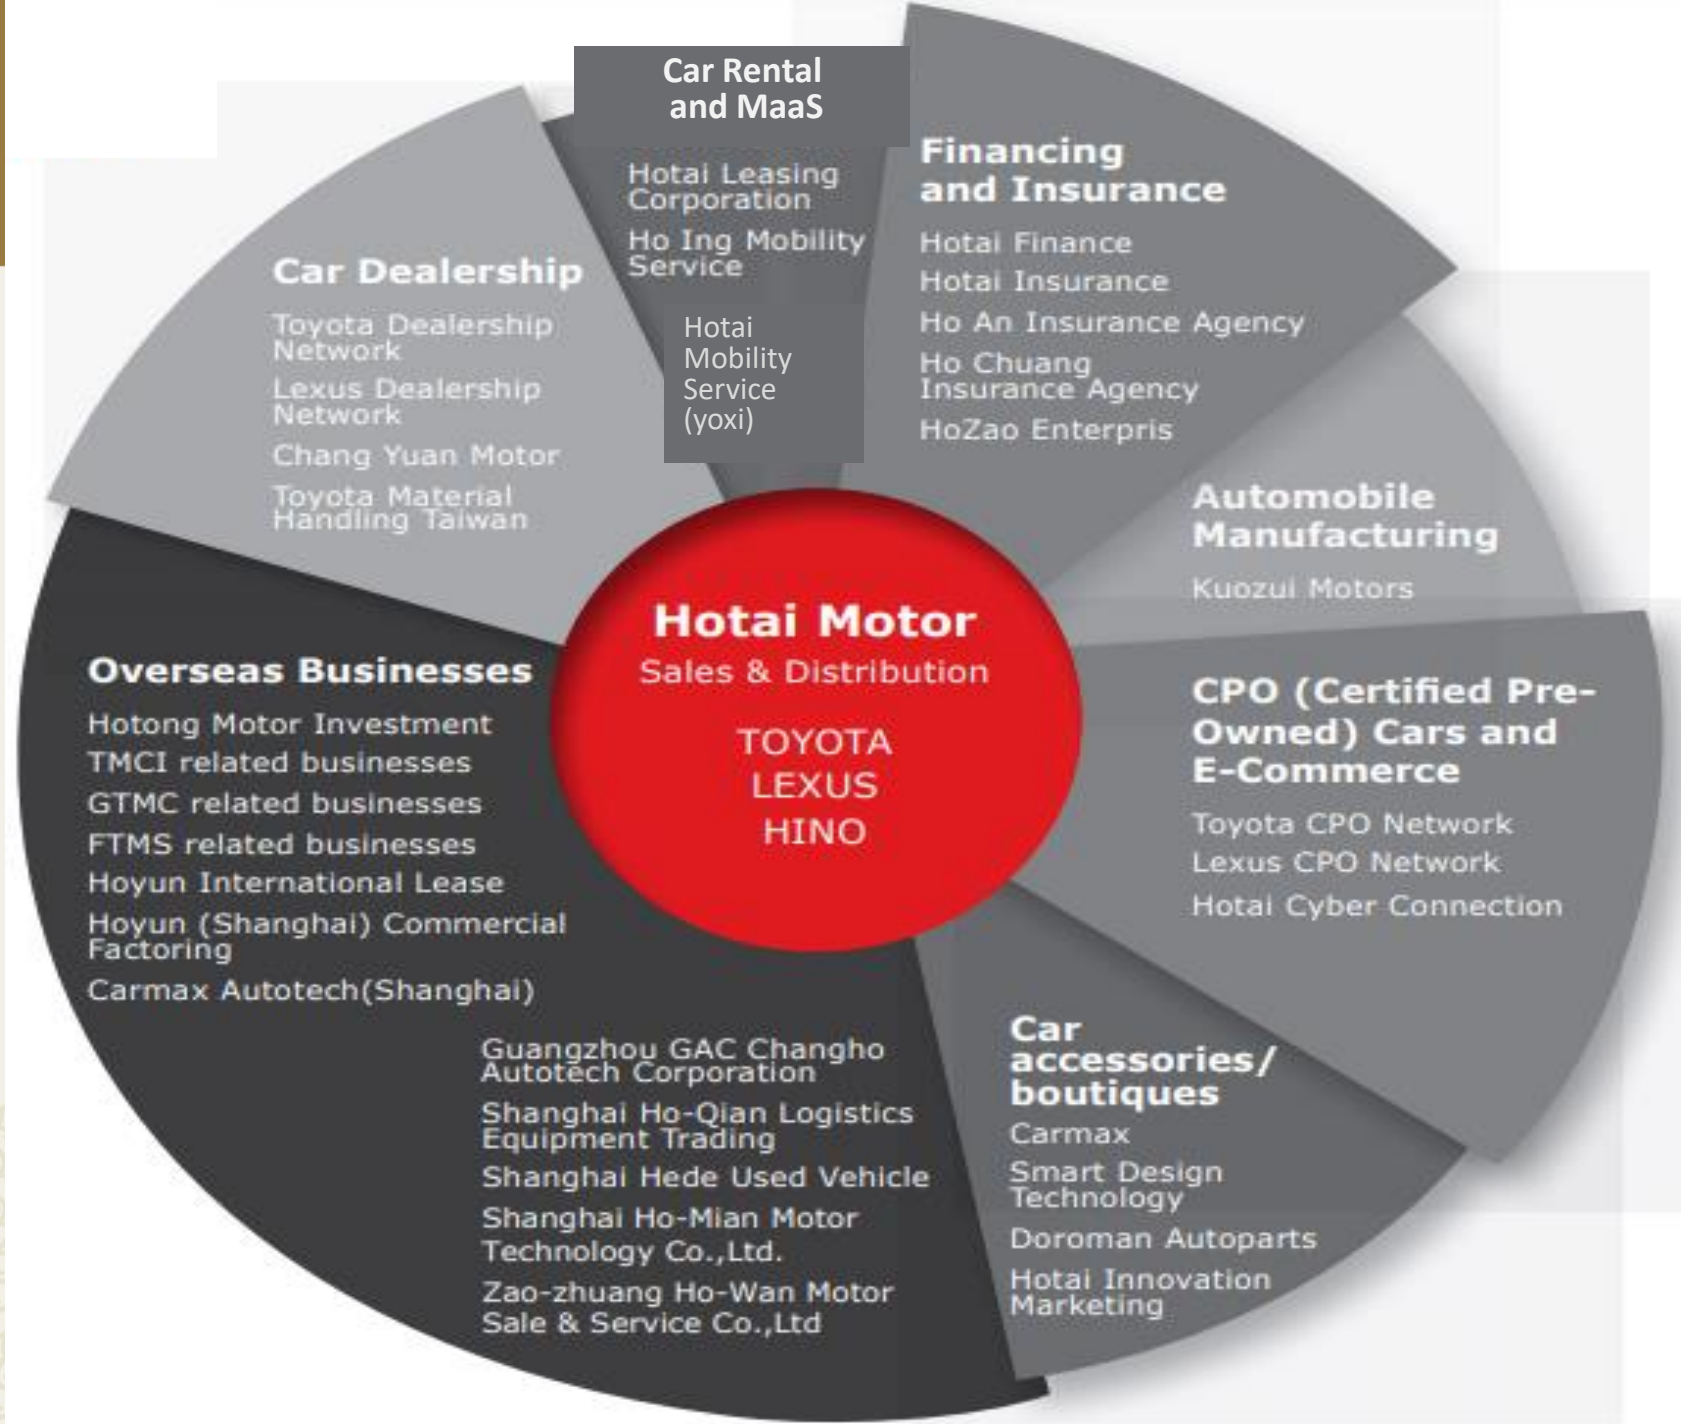 Car Rental
and MaaS
Hotai Leasing
Corporation
Ho Ing Mobility
Service
Hotai
Mobility
Service
(yoxi)
Financing
and Insurance
Hotai Finance
Hotai Insurance
Ho An Insurance Agency
Ho Chuang
Insurance Agency
HoZao Enterpris
Automobile
Manufacturing
Kuozui Motors
CPO (Certified Pre-
Owned) Cars and
E-Commerce
Toyota CPO Network
Lexus CPO Network
Hotai Cyber Connection
Car
accessories/
boutiques
Carmax
Smart Design
Technology
Doroman Autoparts
Hotai Innovation
Marketing
Overseas Businesses
Hotong Motor Investment
TMCI related businesses
GTMC related businesses
FTMS related businesses
Hoyun International Lease
Hoyun (Shanghai) Commercial
Factoring
Carmax Autotech(Shanghai)
Guangzhou GAC Changho
Autotech Corporation
Shanghai Ho-Qian Logistics
Equipment Trading
Shanghai Hede Used Vehicle
Shanghai Ho-Mian Motor
Technology Co.,Ltd.
Zao-zhuang Ho-Wan Motor
Sale & Service Co.,Ltd
Car Dealership
Toyota Dealership
Network
Lexus Dealership
Network
Chang Yuan Motor
Toyota Material
Handling Taiwan
Hotai Motor
Sales & Distribution
TOYOTA
LEXUS
HINO